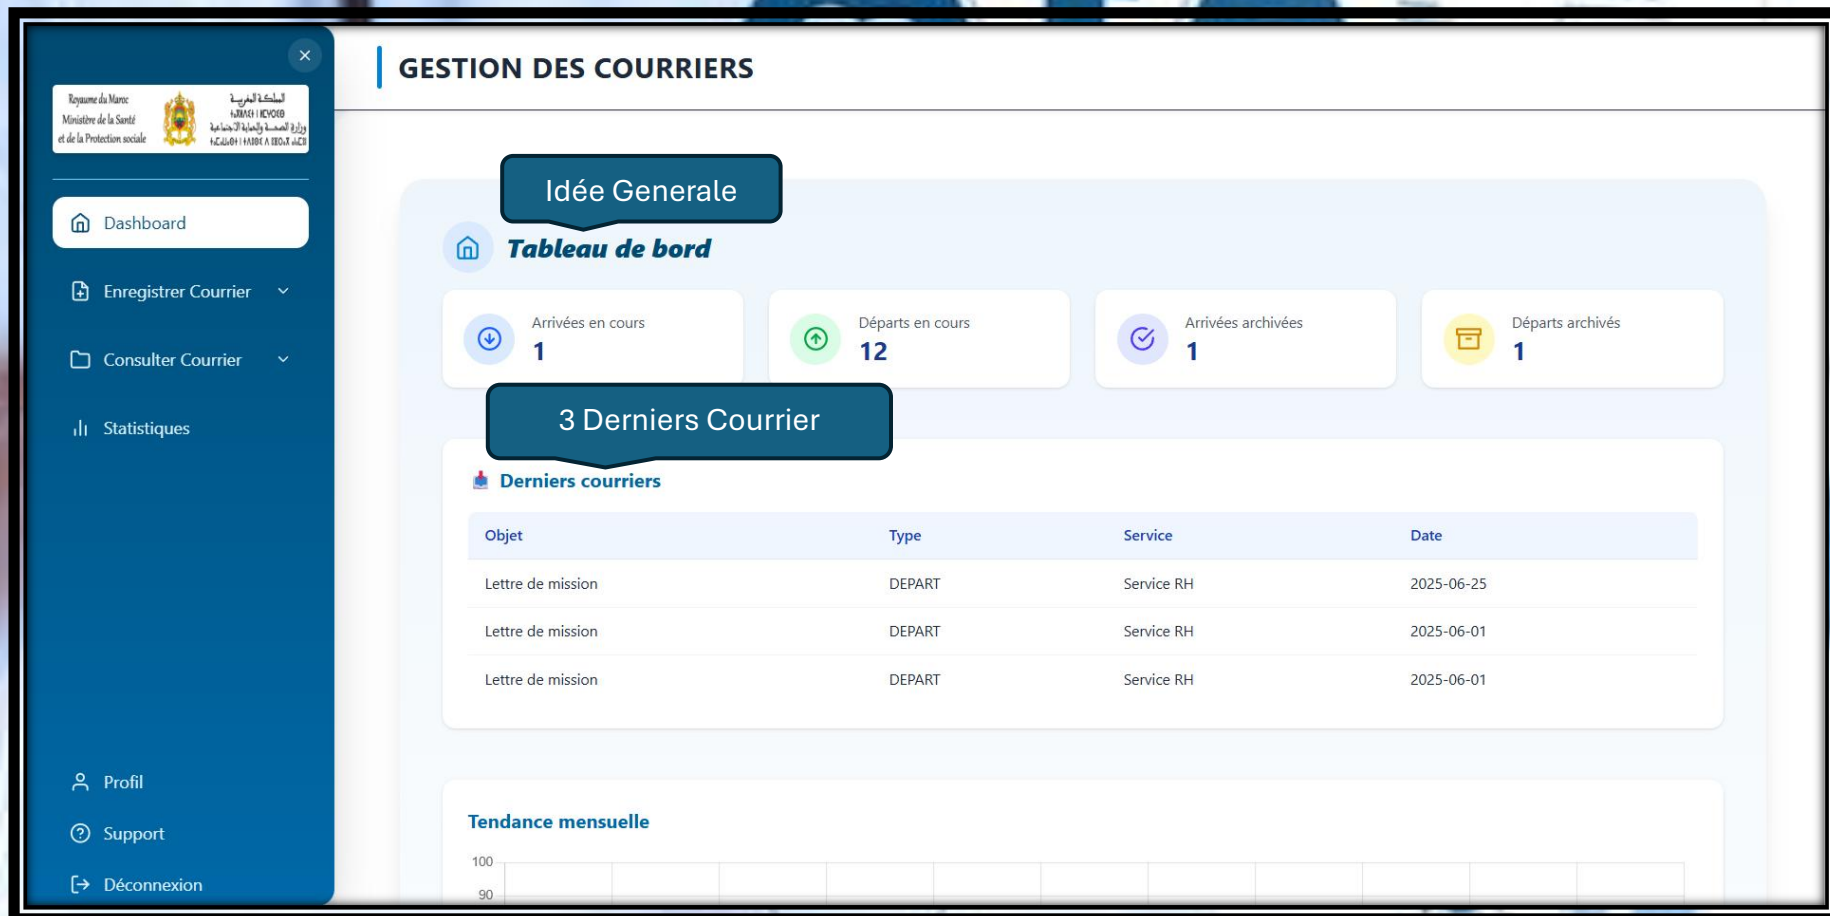 GESTION DES COURRIERS
Royaume du Maroc
Ministère de la Santé
et de la Protection sociale
المملكة المغربية
وزارة الصحة والحماية الاجتماعية
Dashboard
Enregistrer Courrier
Consulter Courrier
Statistiques
Profil
Support
Déconnexion
Idée Generale
Tableau de bord
Arrivées en cours
1
Départs en cours
12
Arrivées archivées
1
Départs archivés
1
3 Derniers Courrier
Derniers courriers
Objet Type Service Date
Lettre de mission DEPART Service RH 2025-06-25
Lettre de mission DEPART Service RH 2025-06-01
Lettre de mission DEPART Service RH 2025-06-01
Tendance mensuelle
100
90